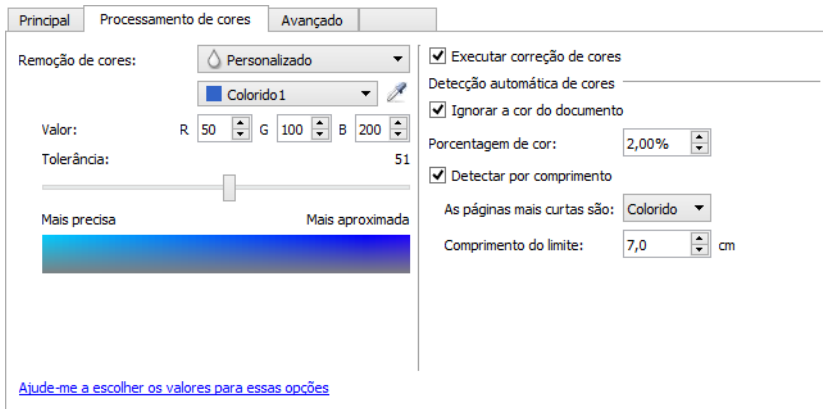 Principal Processamento de cores Avançado
Remoção de cores: Personalizado
Colorido1
Valor: R 50 G 100 B 200
Tolerância: 51
Mais precisa Mais aproximada
Ajude-me a escolher os valores para essas opções
Executar correção de cores
Detecção automática de cores
Ignorar a cor do documento
Porcentagem de cor: 2,00%
Detectar por comprimento
As páginas mais curtas são: Colorido
Comprimento do limite: 7,0 cm